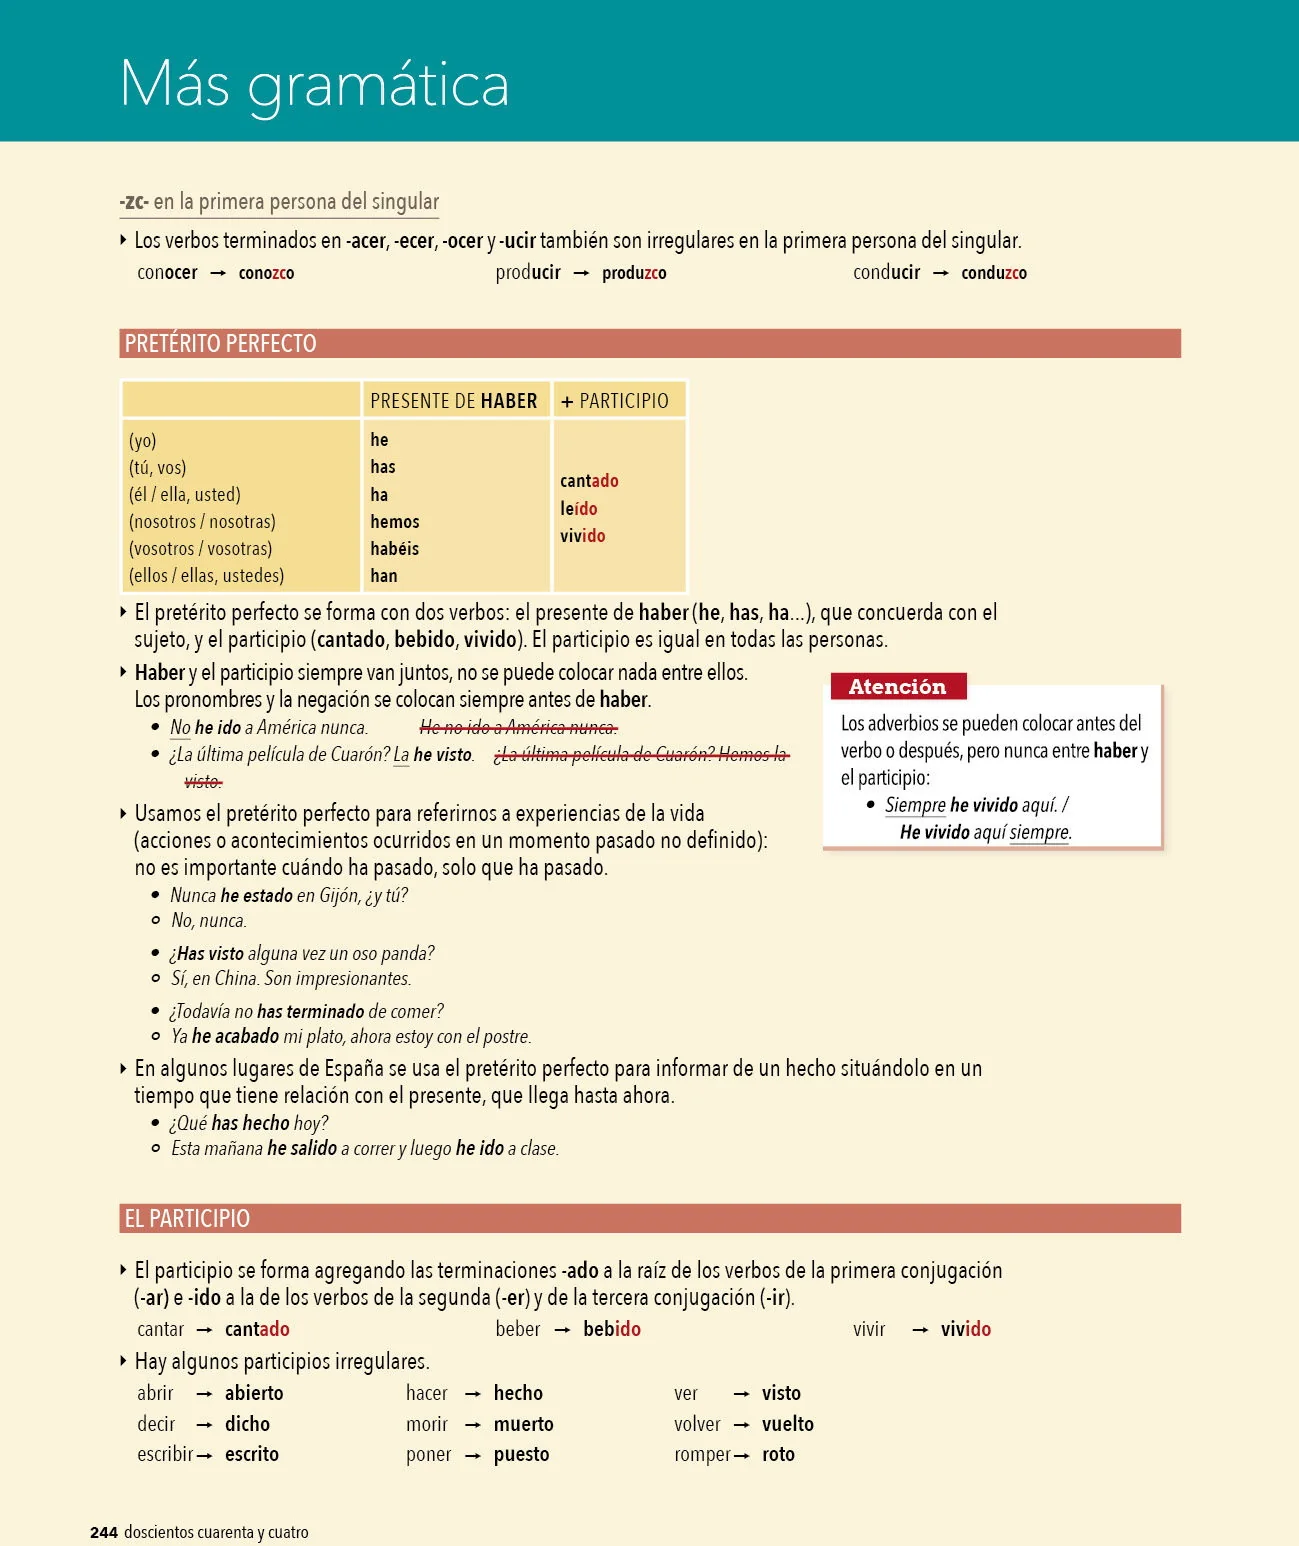 Más gramática
-zc- en la primera persona del singular
Los verbos terminados en -acer, -ecer, -ocer y -ucir también son irregulares en la primera persona del singular.
conocer → conozco producir → produzco conducir → conduzco
PRETÉRITO PERFECTO
PRESENTE DE HABER + PARTICIPIO
(yo) he
(tú, vos) has
(él / ella, usted) ha
(nosotros / nosotras) hemos
(vosotros / vosotras) habéis
(ellos / ellas, ustedes) han
cantado
leído
vivido
El pretérito perfecto se forma con dos verbos: el presente de haber (he, has, ha...), que concuerda con el
sujeto, y el participio (cantado, bebido, vivido). El participio es igual en todas las personas.
Haber y el participio siempre van juntos, no se puede colocar nada entre ellos.
Los pronombres y la negación se colocan siempre antes de haber.
• No he ido a América nunca. He no ido a América nunca.
• ¿La última película de Cuarón? La he visto. ¿La última película de Cuarón? Hemos la
visto.
Atención
Los adverbios se pueden colocar antes del
verbo o después, pero nunca entre haber y
el participio:
• Siempre he vivido aquí. /
He vivido aquí siempre.
Usamos el pretérito perfecto para referirnos a experiencias de la vida
(acciones o acontecimientos ocurridos en un momento pasado no definido):
no es importante cuándo ha pasado, solo que ha pasado.
• Nunca he estado en Gijón, ¿y tú?
○ No, nunca.
• ¿Has visto alguna vez un oso panda?
○ Sí, en China. Son impresionantes.
• ¿Todavía no has terminado de comer?
○ Ya he acabado mi plato, ahora estoy con el postre.
En algunos lugares de España se usa el pretérito perfecto para informar de un hecho situándolo en un
tiempo que tiene relación con el presente, que llega hasta ahora.
• ¿Qué has hecho hoy?
○ Esta mañana he salido a correr y luego he ido a clase.
EL PARTICIPIO
El participio se forma agregando las terminaciones -ado a la raíz de los verbos de la primera conjugación
(-ar) e -ido a la de los verbos de la segunda (-er) y de la tercera conjugación (-ir).
cantar → cantado beber → bebido vivir → vivido
Hay algunos participios irregulares.
abrir → abierto hacer → hecho ver → visto
decir → dicho morir → muerto volver → vuelto
escribir → escrito poner → puesto romper → roto
244 doscientos cuarenta y cuatro